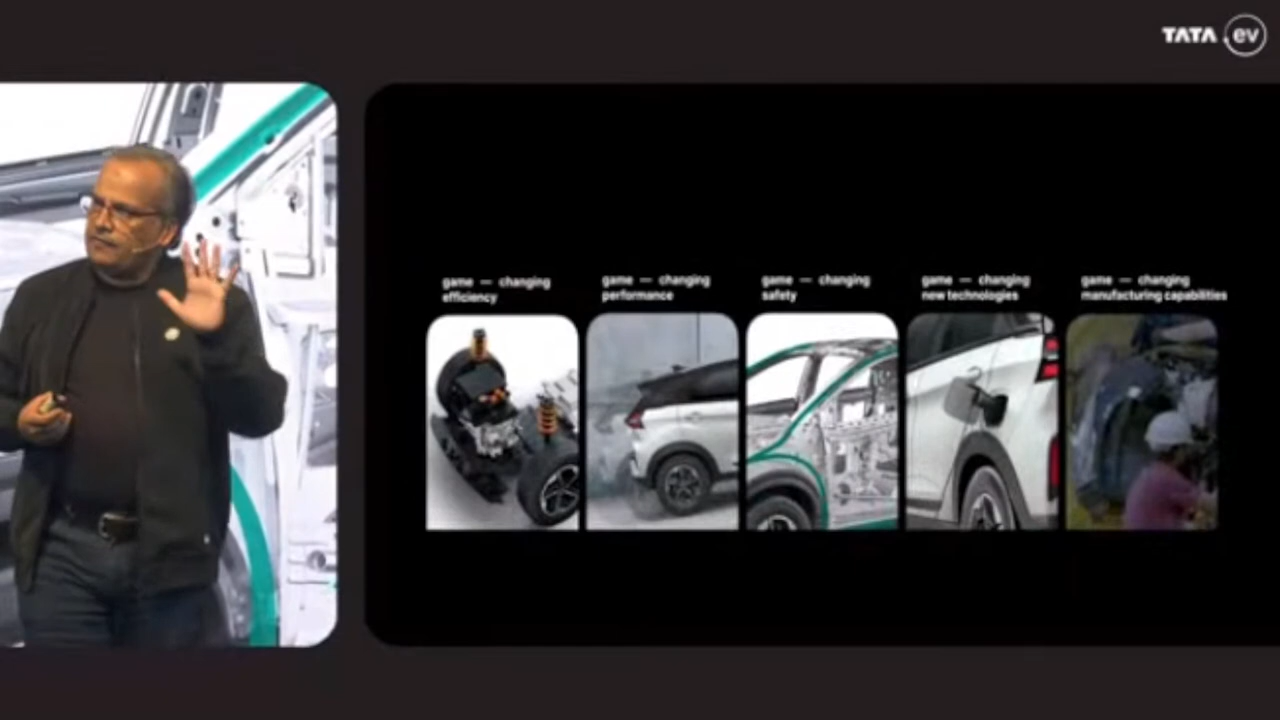 TATA .ev
game — changing
efficiency
game — changing
performance
game — changing
safety
game — changing
new technologies
game — changing
manufacturing capabilities